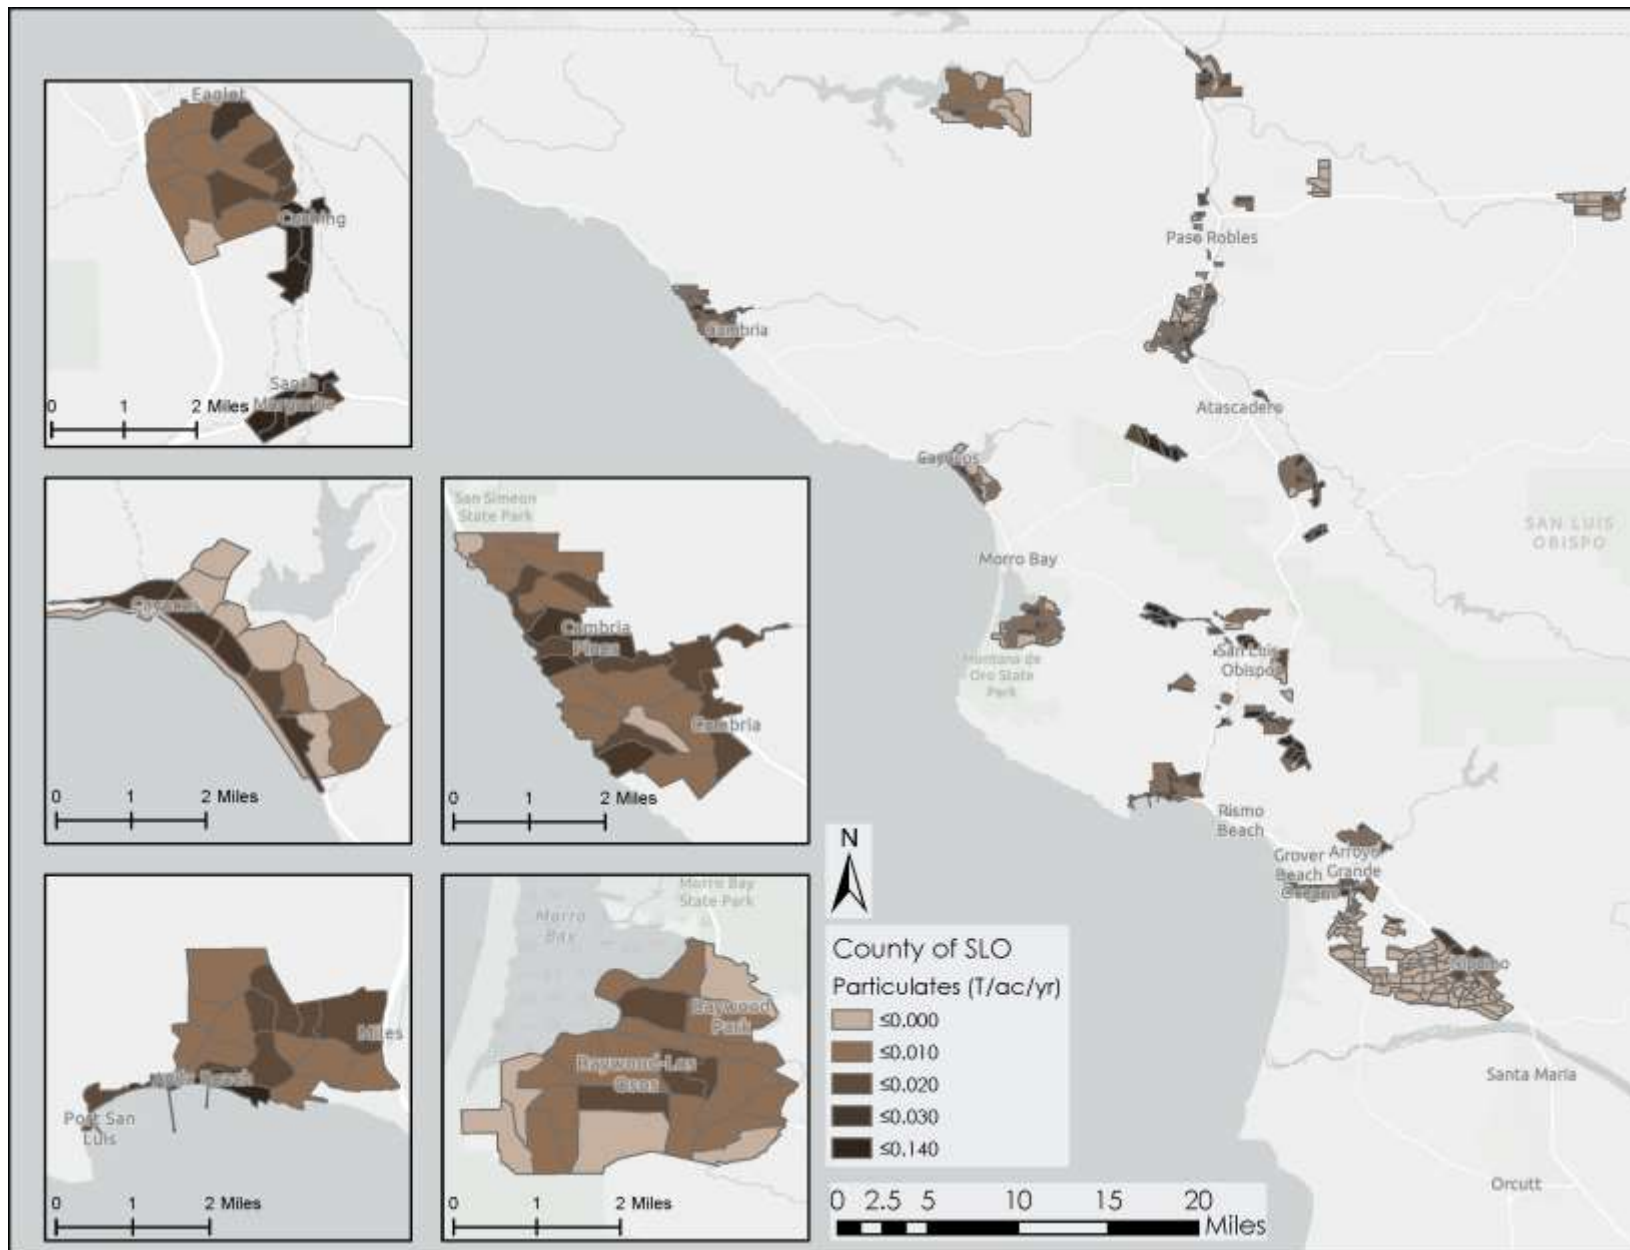 Eaglet
Santa
0 1 2 Miles
0 1 2 Miles
San Simeon
State Park
Cambria
Pines
Cambria
0 1 2 Miles
Miles
Port San
Luis
0 1 2 Miles
Morro Bay
State Park
Morro
Bay
Baywood
Park
Baywood-Los
Osos
0 1 2 Miles
Paso Robles
Cambria
Atascadero
Cayucos
SAN LUIS
OBISPO
Morro Bay
Montana de
Oro State
Park
San Luis
Obispo
Rismo
Beach
Grover
Beach
Arroyo
Grande
Oceano
Nipomo
Santa Maria
Orcutt
N
County of SLO
Particulates (T/ac/yr)
≤0.000
≤0.010
≤0.020
≤0.030
≤0.140
0 2.5 5 10 15 20
Miles